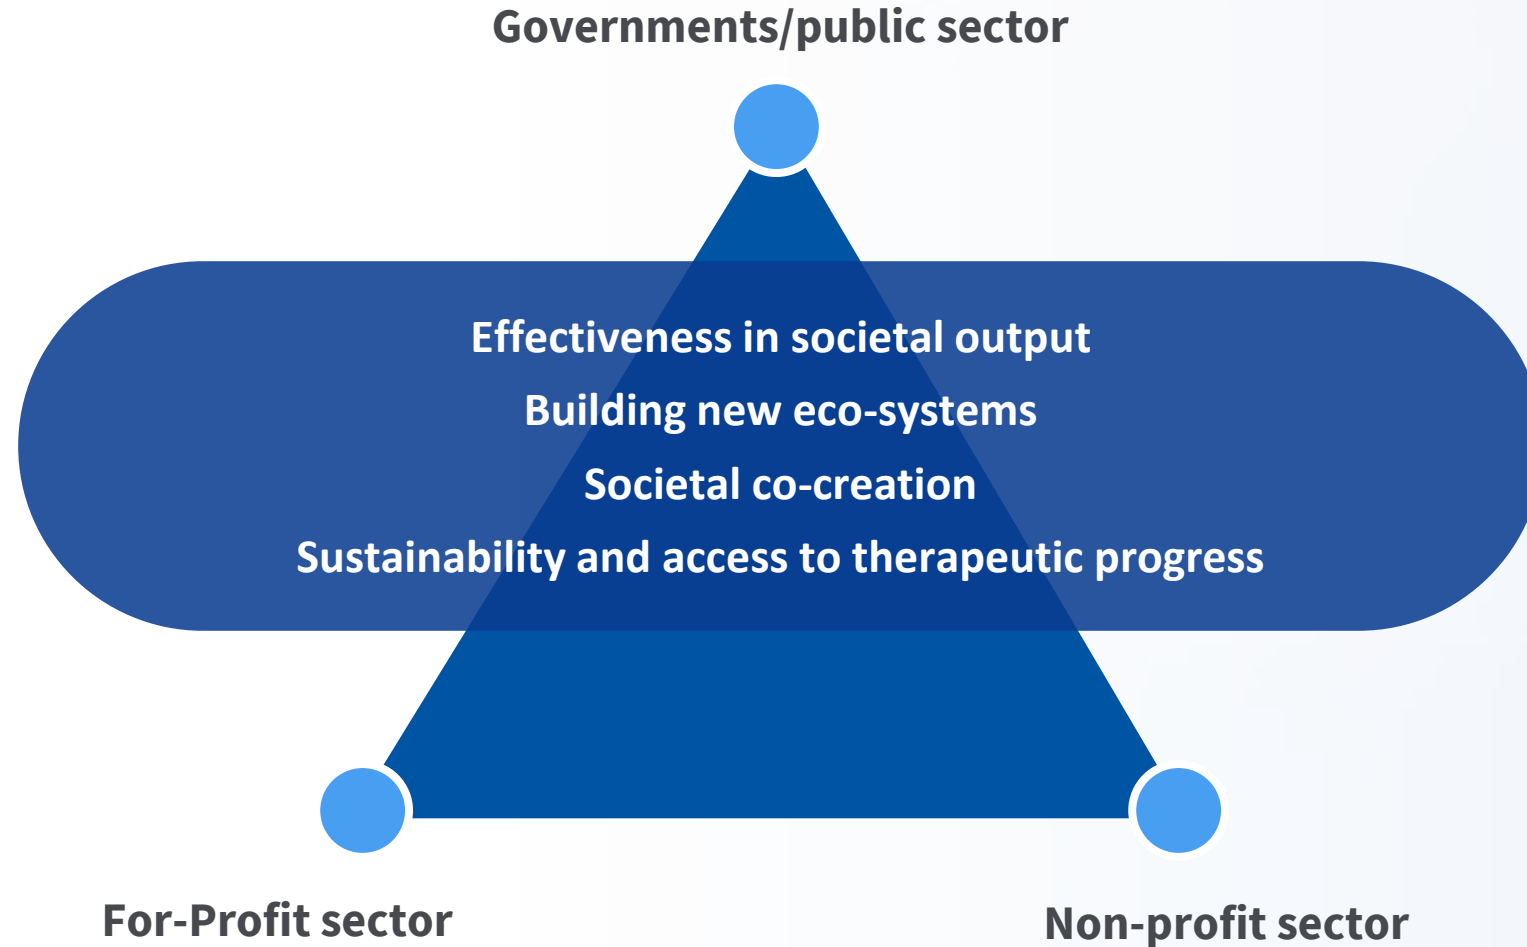 Governments/public sector
Effectiveness in societal output
Building new eco-systems
Societal co-creation
Sustainability and access to therapeutic progress
For-Profit sector
Non-profit sector